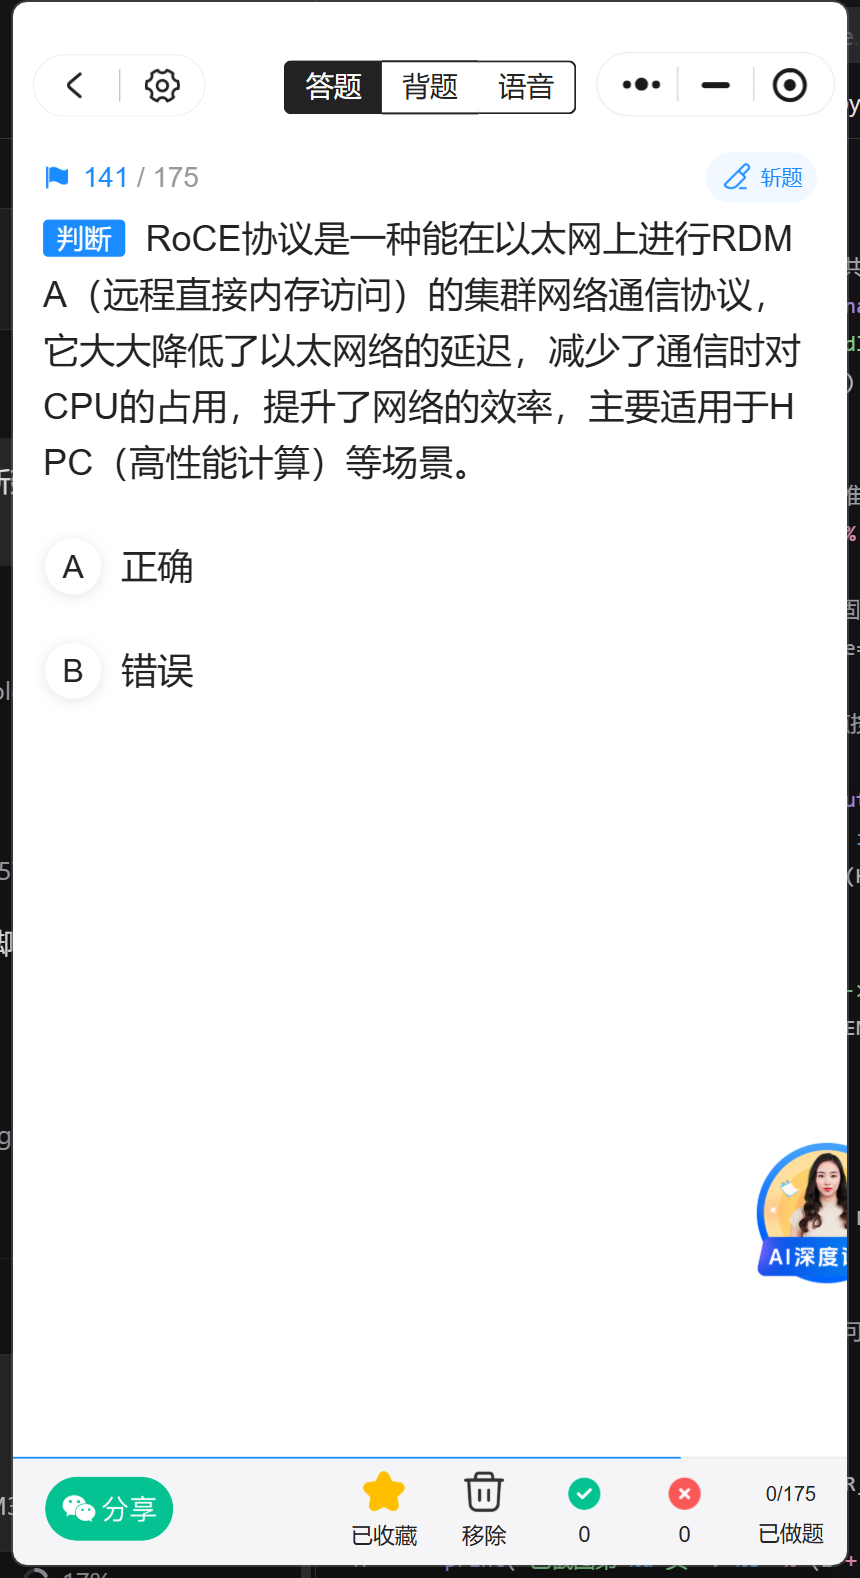 答题 背题 语音
141 / 175 斩题
判断 RoCE协议是一种能在以太网上进行RDM
A（远程直接内存访问）的集群网络通信协议，
它大大降低了以太网络的延迟，减少了通信时对
CPU的占用，提升了网络的效率，主要适用于H
PC（高性能计算）等场景。
A 正确
B 错误
AI深度
分享
已收藏 移除 0 0 0/175
已做题
17%